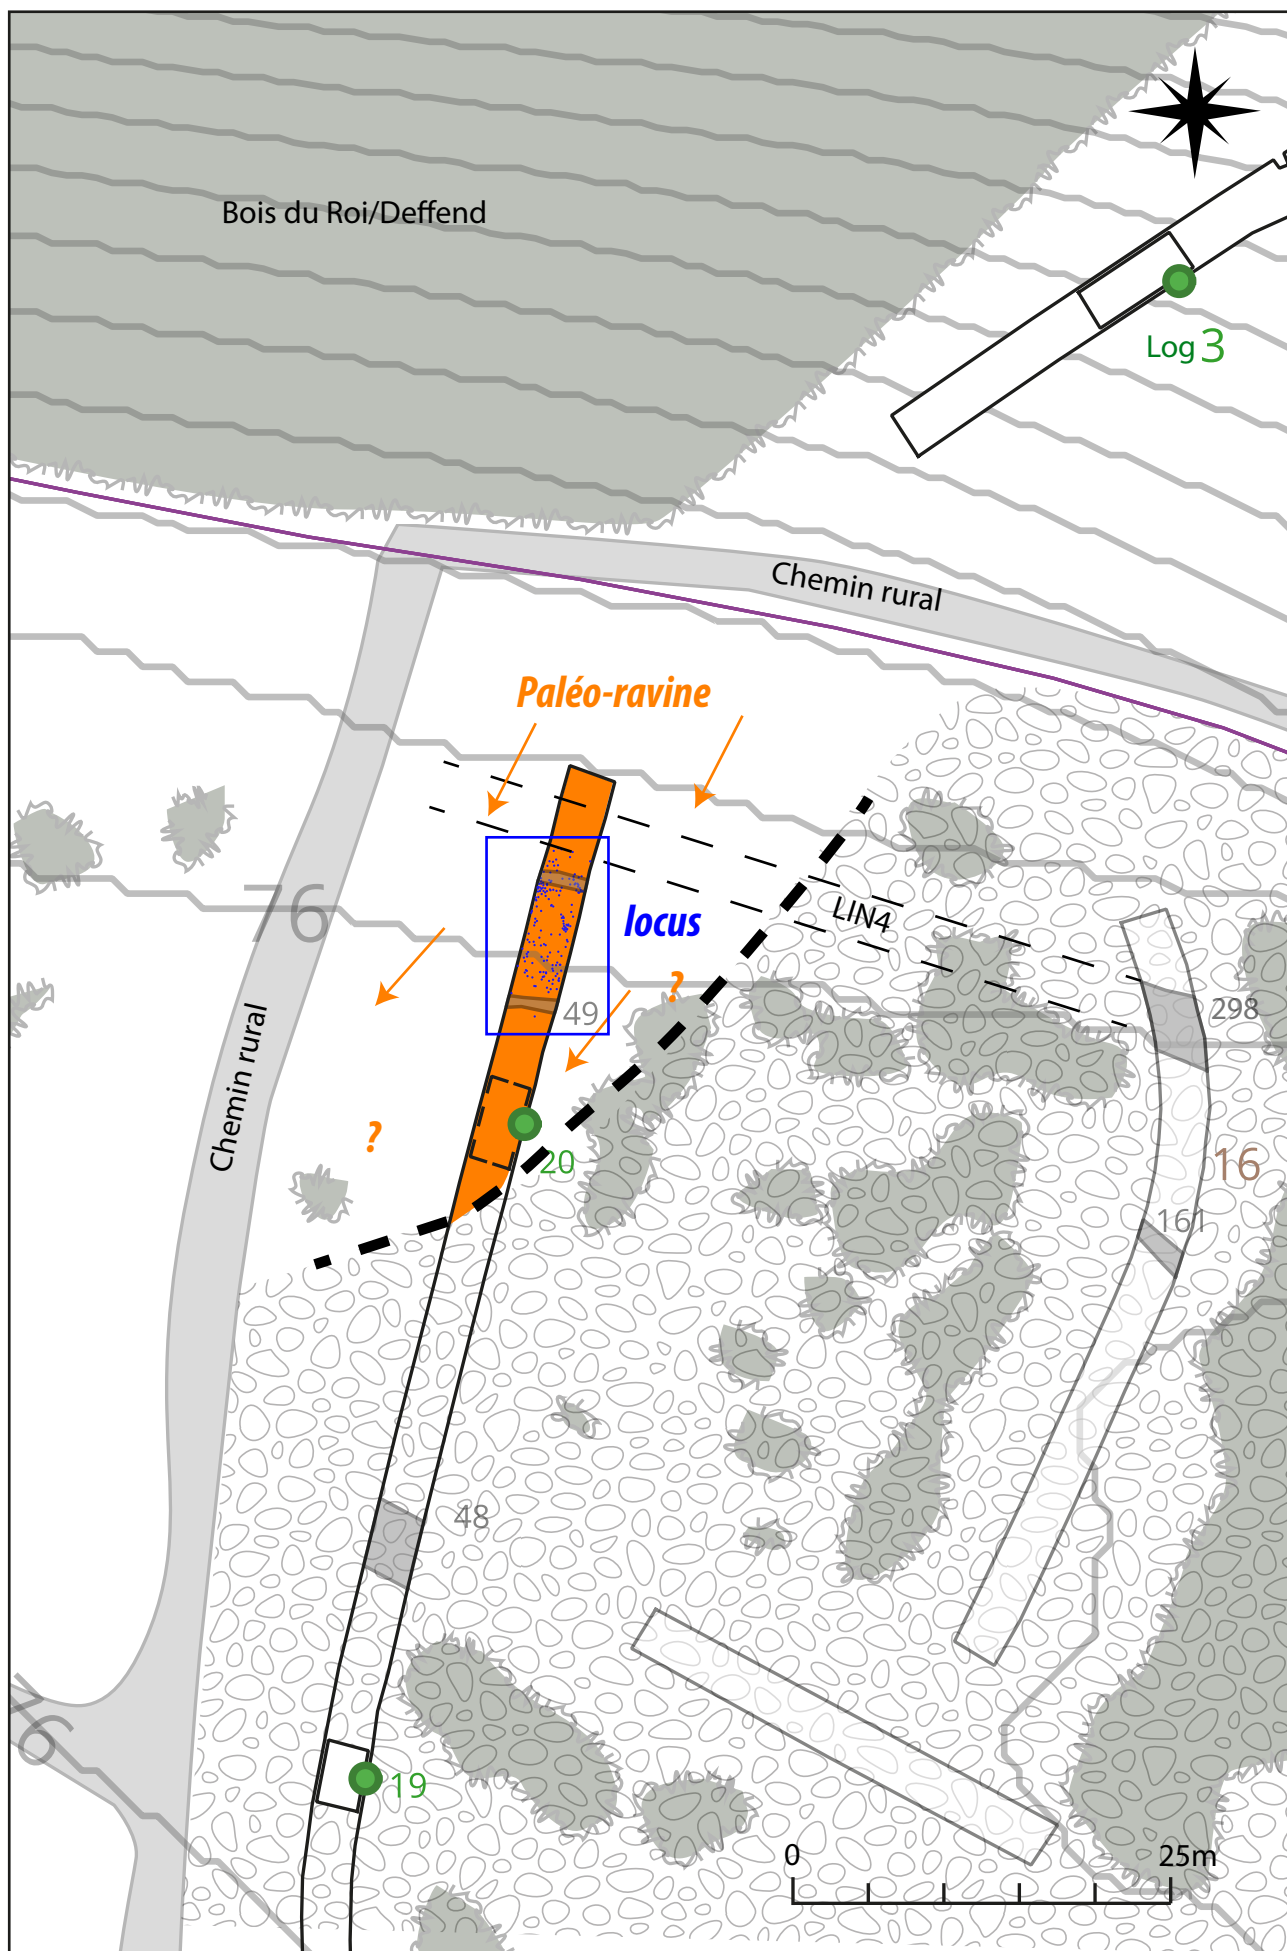 Bois du Roi/Deffend
Log 3
Chemin rural
Paléo-ravine
76
LIN4
locus
?
49
298
Chemin rural
?
20
16
161
48
76
19
0
25m